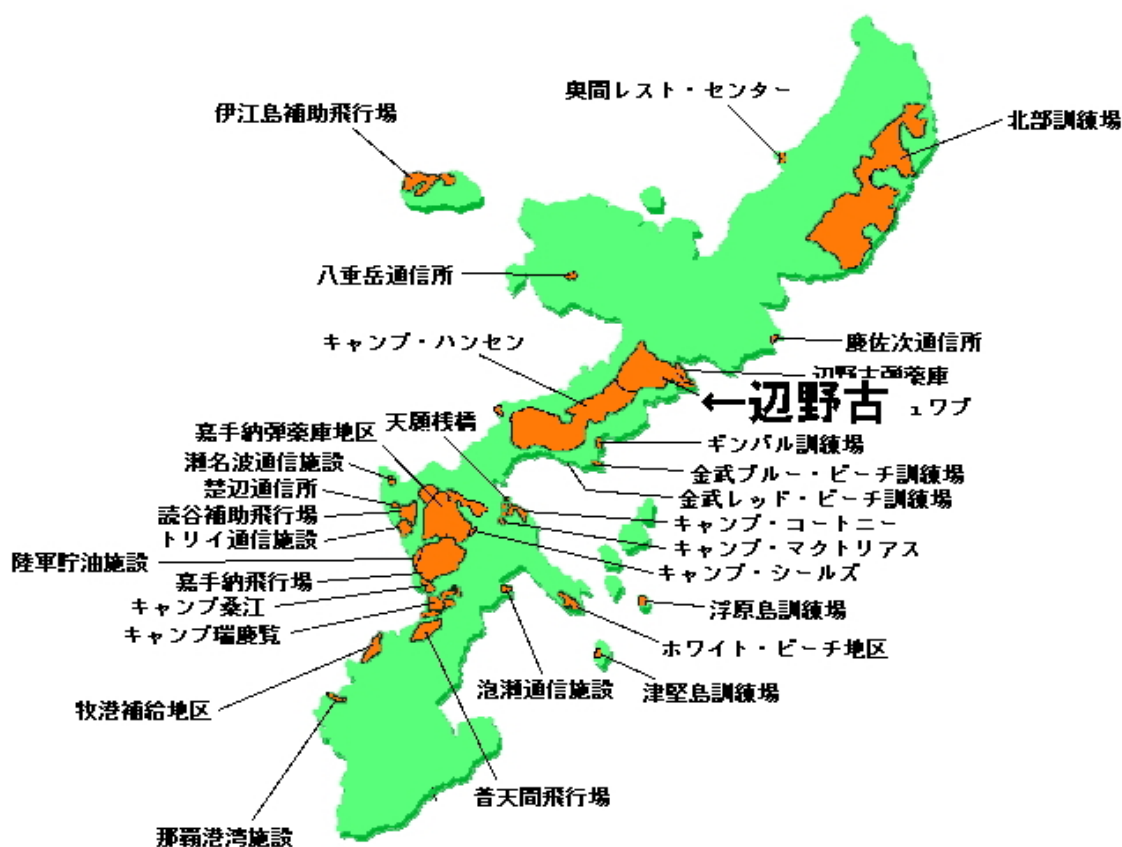 奥間レスト・センター
伊江島補助飛行場
北部訓練場
八重岳通信所
キャンプ・ハンセン
慶佐次通信所
辺野古弾薬庫
←辺野古
ュワブ
天願桟橋
嘉手納弾薬庫地区
ギンバル訓練場
瀬名波通信施設
金武ブルー・ビーチ訓練場
楚辺通信所
金武レッド・ビーチ訓練場
読谷補助飛行場
キャンプ・コートニー
トリイ通信施設
キャンプ・マクトリアス
陸軍貯油施設
キャンプ・シールズ
嘉手納飛行場
キャンプ桑江
浮原島訓練場
キャンプ瑞慶覧
ホワイト・ビーチ地区
泡瀬通信施設
津堅島訓練場
牧港補給地区
普天間飛行場
那覇港湾施設